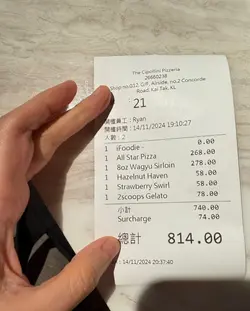 The Cipollini Pizzeria
26680238
Shop no.012, G/F, Airside, no.2 Concorde
Road, Kai Tak, KL
21
開檯員工 : Ryan
開檯時間 : 14/11/2024 19:10:27
人數 : 2
1 iFoodie - 0.00
1 All Star Pizza 268.00
1 8oz Wagyu Sirloin 278.00
1 Hazelnut Haven 58.00
1 Strawberry Swirl 58.00
1 2scoops Gelato 78.00
小計 740.00
Surcharge 74.00
總計 814.00
14/11/2024 20:37:40